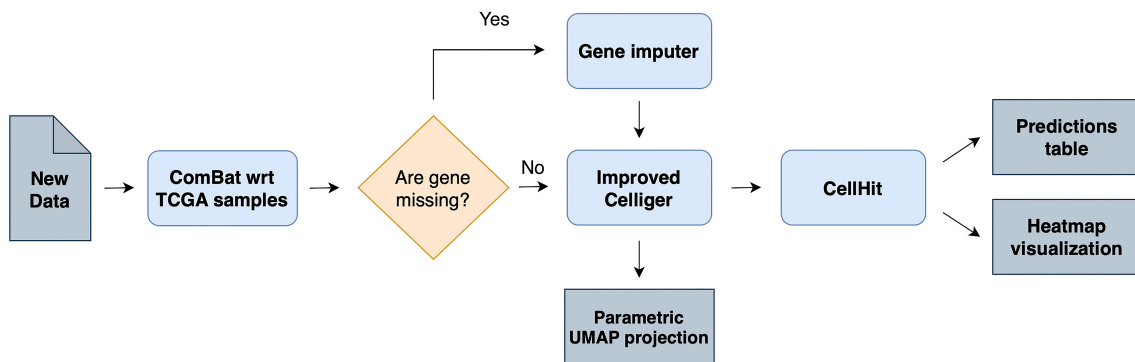 Yes
Gene imputer
New
Data
ComBat wrt
TCGA samples
Are gene
missing?
No
Improved
Celliger
CellHit
Predictions
table
Heatmap
visualization
Parametric
UMAP projection